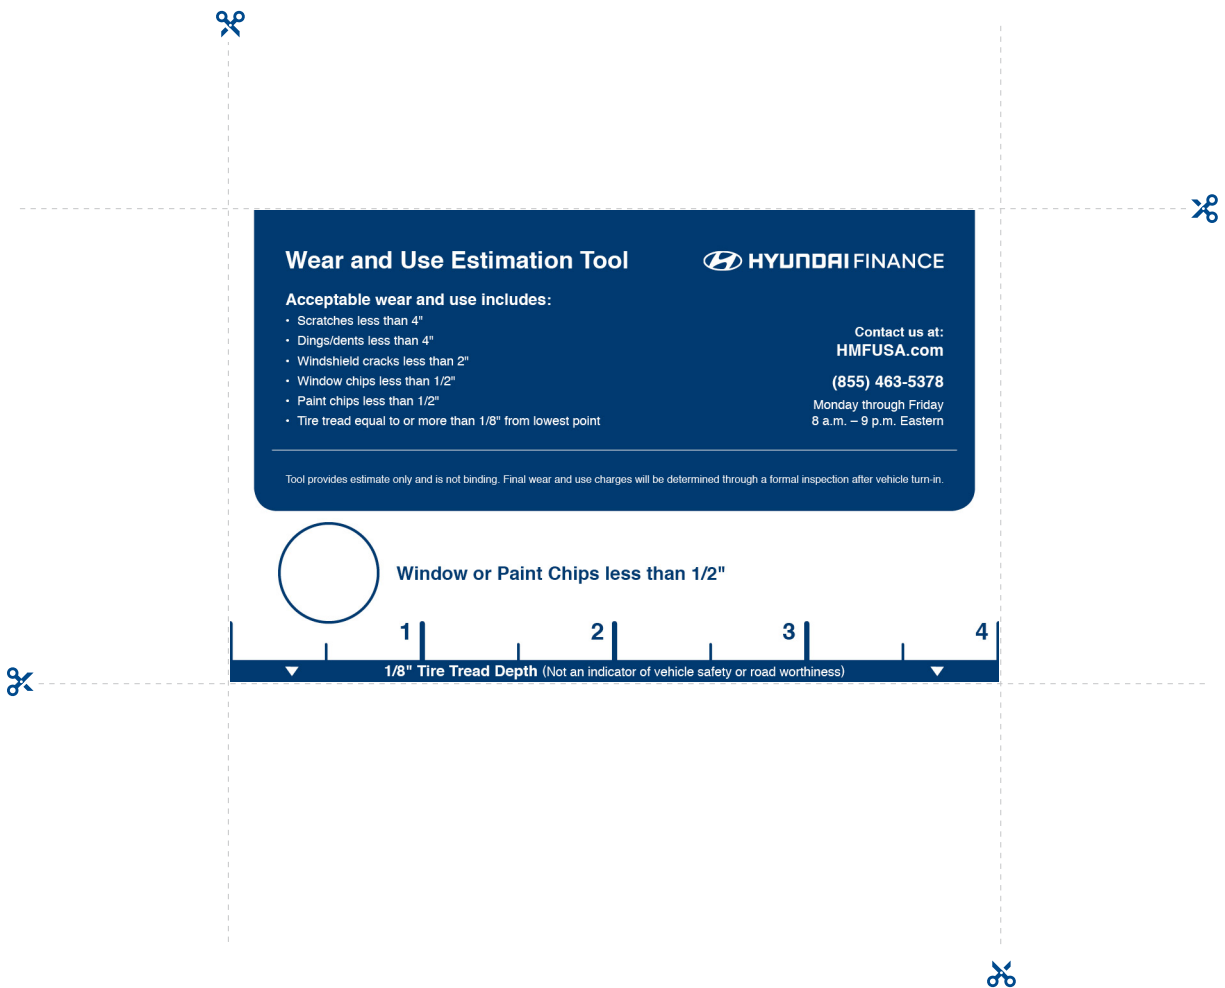 Wear and Use Estimation Tool
HYUNDAI FINANCE
Acceptable wear and use includes:
• Scratches less than 4"
• Dings/dents less than 4"
• Windshield cracks less than 2"
• Window chips less than 1/2"
• Paint chips less than 1/2"
• Tire tread equal to or more than 1/8" from lowest point
Contact us at:
HMFUSA.com
(855) 463-5378
Monday through Friday
8 a.m. – 9 p.m. Eastern
Tool provides estimate only and is not binding. Final wear and use charges will be determined through a formal inspection after vehicle turn-in.
Window or Paint Chips less than 1/2"
1 2 3 4
1/8" Tire Tread Depth (Not an indicator of vehicle safety or road worthiness)